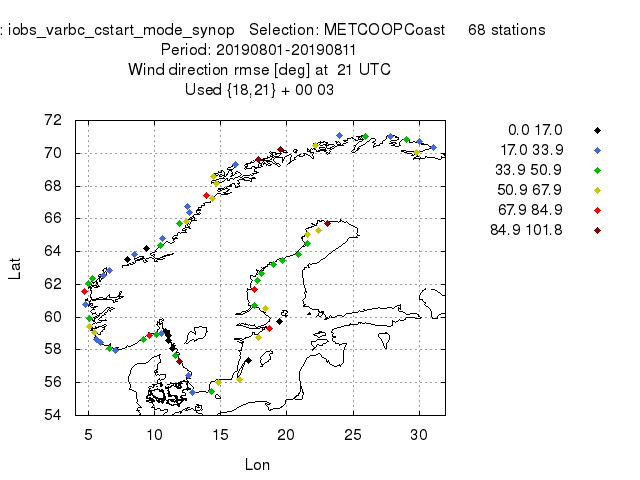 : iobs_varbc_cstart_mode_synop Selection: METCOOPCoast 68 stations
Period: 20190801-20190811
Wind direction rmse [deg] at 21 UTC
Used {18,21} + 00 03
72
70
68
66
64
62
60
58
56
54
5 10 15 20 25 30
Lat
Lon
0.0 17.0
17.0 33.9
33.9 50.9
50.9 67.9
67.9 84.9
84.9 101.8